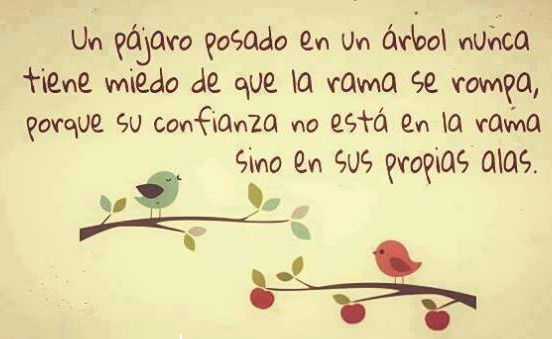 Un pájaro posado en un árbol nunca
tiene miedo de que la rama se rompa,
porque su confianza no está en la rama
sino en sus propias alas.